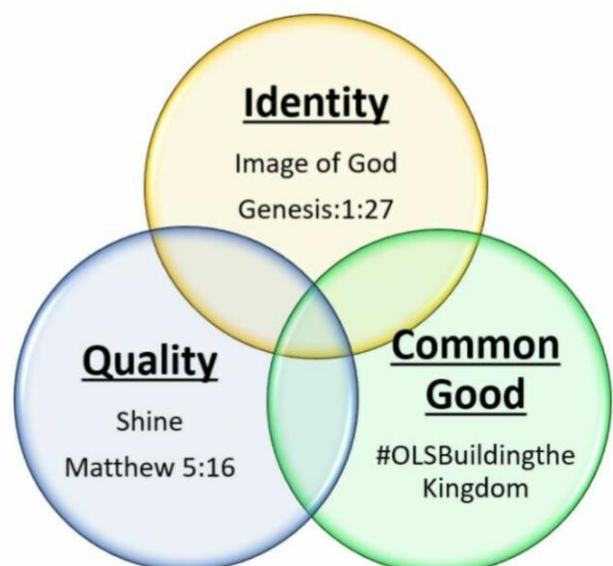 Identity
Image of God
Genesis:1:27
Quality
Shine
Matthew 5:16
Common
Good
#OLSBuildingthe
Kingdom